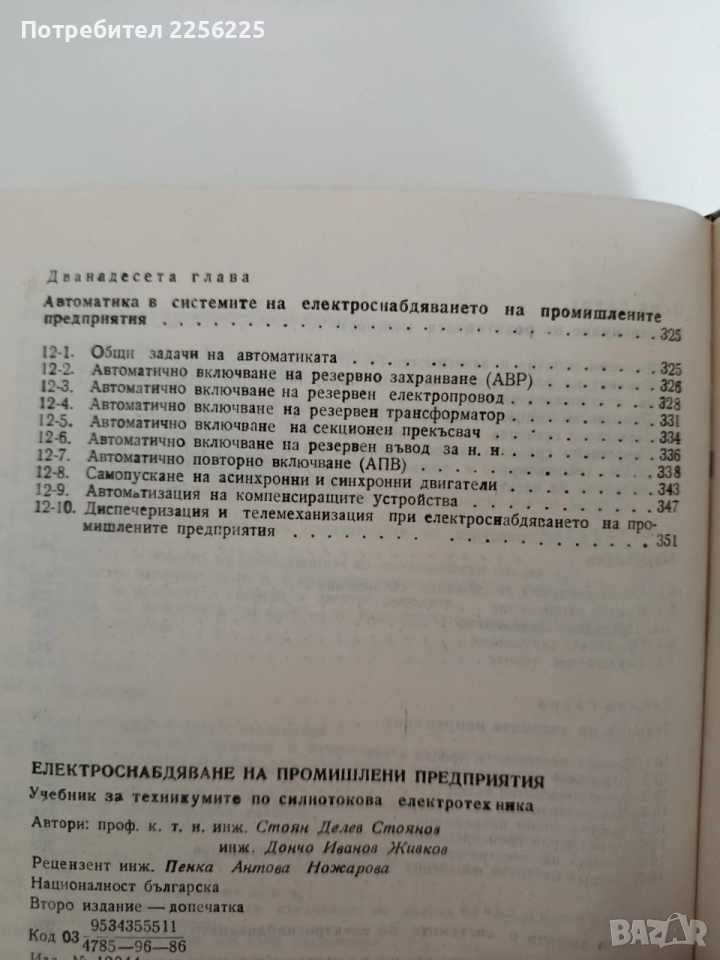 Потребител 2256225
Дванадесета глава
Автоматика в системите на електроснабдяването на промишлените
предприятия . . . . . . . . . . . . . . . . . . . . . . . 325
12-1. Общи задачи на автоматиката . . . . . . . . . . . . . 325
12-2. Автоматично включване на резервно захранване (АВР) . . . . 326
12-3. Автоматично включване на резервен електропровод . . . . . 328
12-4. Автоматично включване на резервен трансформатор . . . . . 331
12-5. Автоматично включване на секционен прекъсвач . . . . . . 334
12-6. Автоматично включване на резервен въвод за н. н. . . . . . 336
12-7. Автоматично повторно включване (АПВ) . . . . . . . . . 338
12-8. Самопускане на асинхронни и синхронни двигатели . . . . . 343
12-9. Автоматизация на компенсиращите устройства . . . . . . . 347
12-10. Диспечеризация и телемеханизация при електроснабдяването на про-
мишлените предприятия . . . . . . . . . . . . . . . . . 351
ЕЛЕКТРОСНАБДЯВАНЕ НА ПРОМИШЛЕНИ ПРЕДПРИЯТИЯ
Учебник за техникумите по силнотокова електротехника
Автори: проф. к. т. н. инж. Стоян Делев Стоянов
инж. Дончо Иванов Живков
Рецензент инж. Пенка Антова Ножарова
Националност българска
Второ издание — допечатка
9534355511
Код 03
4785—96—86
BAZAR